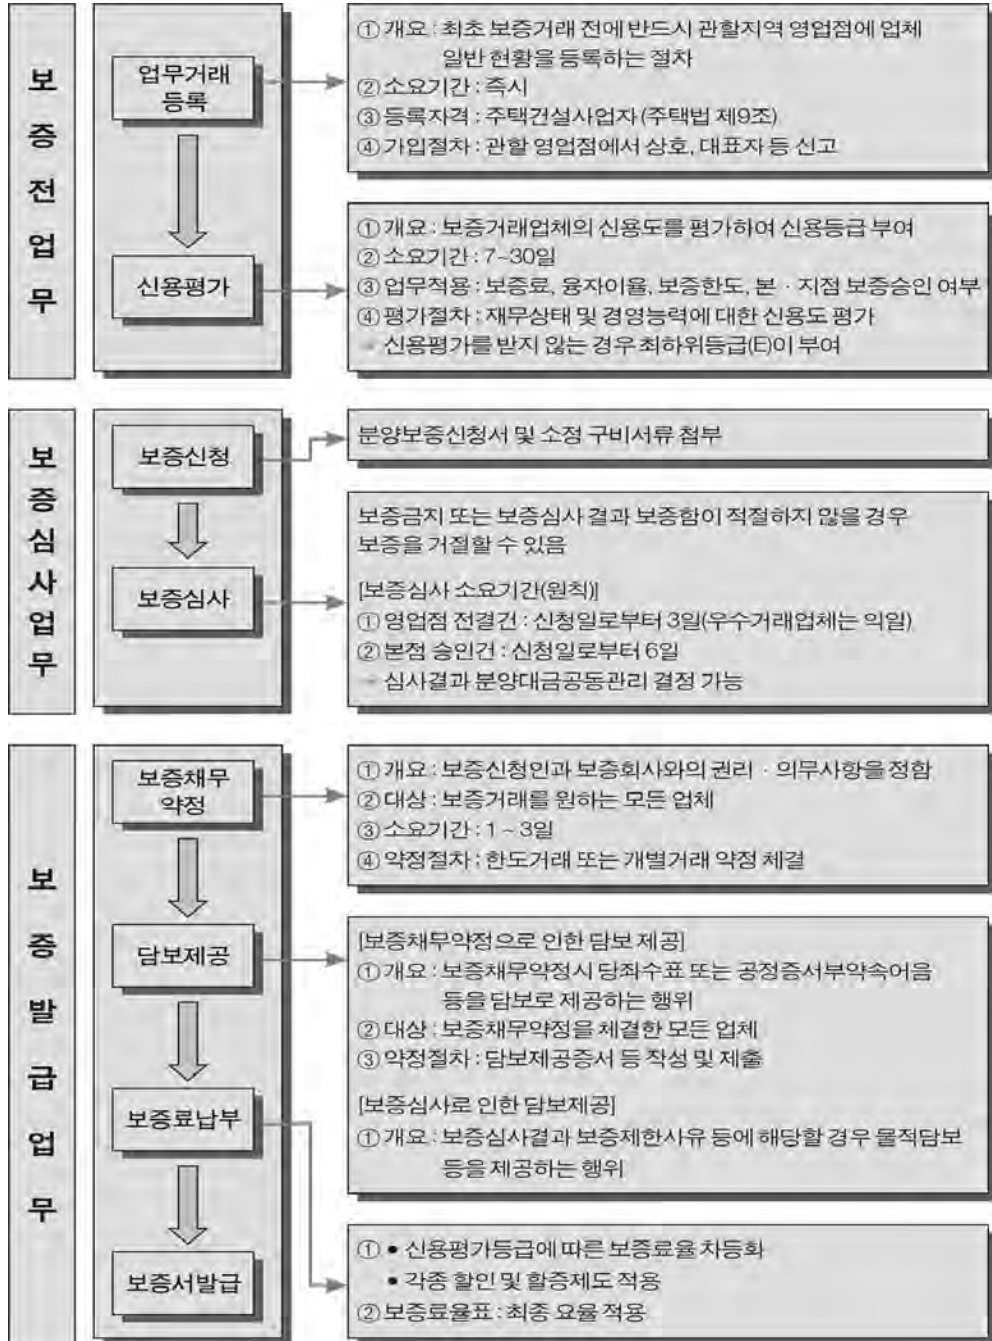 보증전업무
업무거래
등록
① 개요 : 최초 보증거래 전에 반드시 관할지역 영업점에 업체
일반 현황을 등록하는 절차
② 소요기간 : 즉시
③ 등록자격 : 주택건설사업자(주택법 제9조)
④ 가입절차 : 관할 영업점에서 상호, 대표자 등 신고
신용평가
① 개요 : 보증거래업체의 신용도를 평가하여 신용등급 부여
② 소요기간 : 7~30일
③ 업무적용 : 보증료, 융자이율, 보증한도, 본 · 지점 보증승인 여부
④ 평가절차 : 재무상태 및 경영능력에 대한 신용도 평가
→ 신용평가를 받지 않는 경우 최하위등급(E)이 부여
보증심사업무
보증신청
분양보증신청서 및 소정 구비서류 첨부
보증심사
보증금지 또는 보증심사 결과 보증함이 적절하지 않을 경우
보증을 거절할 수 있음
[보증심사 소요기간(원칙)]
① 영업점 전결건 : 신청일로부터 3일(우수거래업체는 익일)
② 본점 승인건 : 신청일로부터 6일
→ 심사결과 분양대금공동관리 결정 가능
보증발급업무
보증채무
약정
① 개요 : 보증신청인과 보증회사와의 권리 · 의무사항을 정함
② 대상 : 보증거래를 원하는 모든 업체
③ 소요기간 : 1 ~ 3일
④ 약정절차 : 한도거래 또는 개별거래 약정 체결
담보제공
[보증채무약정으로 인한 담보 제공]
① 개요 : 보증채무약정시 당좌수표 또는 공정증서부약속어음
등을 담보로 제공하는 행위
② 대상 : 보증채무약정을 체결한 모든 업체
③ 약정절차 : 담보제공증서 등 작성 및 제출
[보증심사로 인한 담보제공]
① 개요 : 보증심사결과 보증제한사유 등에 해당할 경우 물적담보
등을 제공하는 행위
보증료납부
① • 신용평가등급에 따른 보증료율 차등화
• 각종 할인 및 할증제도 적용
② 보증료율표 : 최종 요율 적용
보증서발급